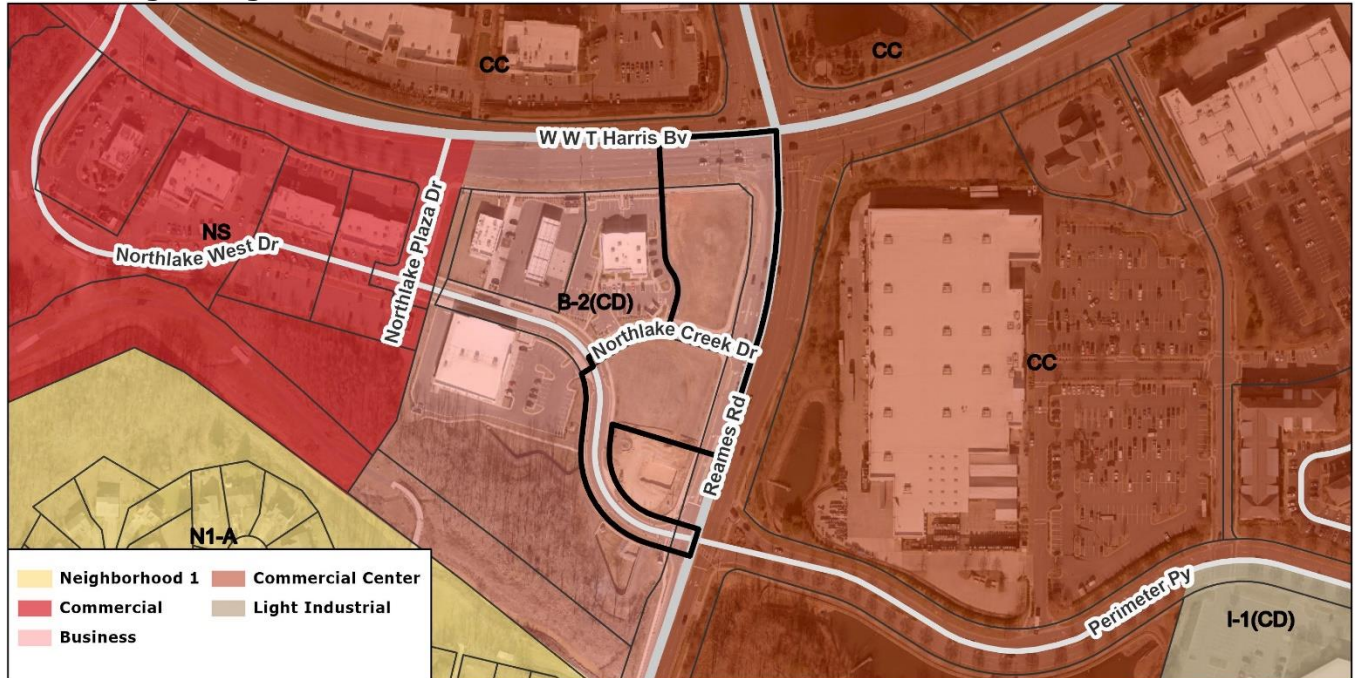 CC
CC
W W T Harris Bv
NS
Northlake West Dr
Northlake Plaza Dr
B-2(CD)
Northlake Creek Dr
CC
Reames Rd
N1-A
Perimeter Py
I-1(CD)
Neighborhood 1
Commercial Center
Commercial
Light Industrial
Business